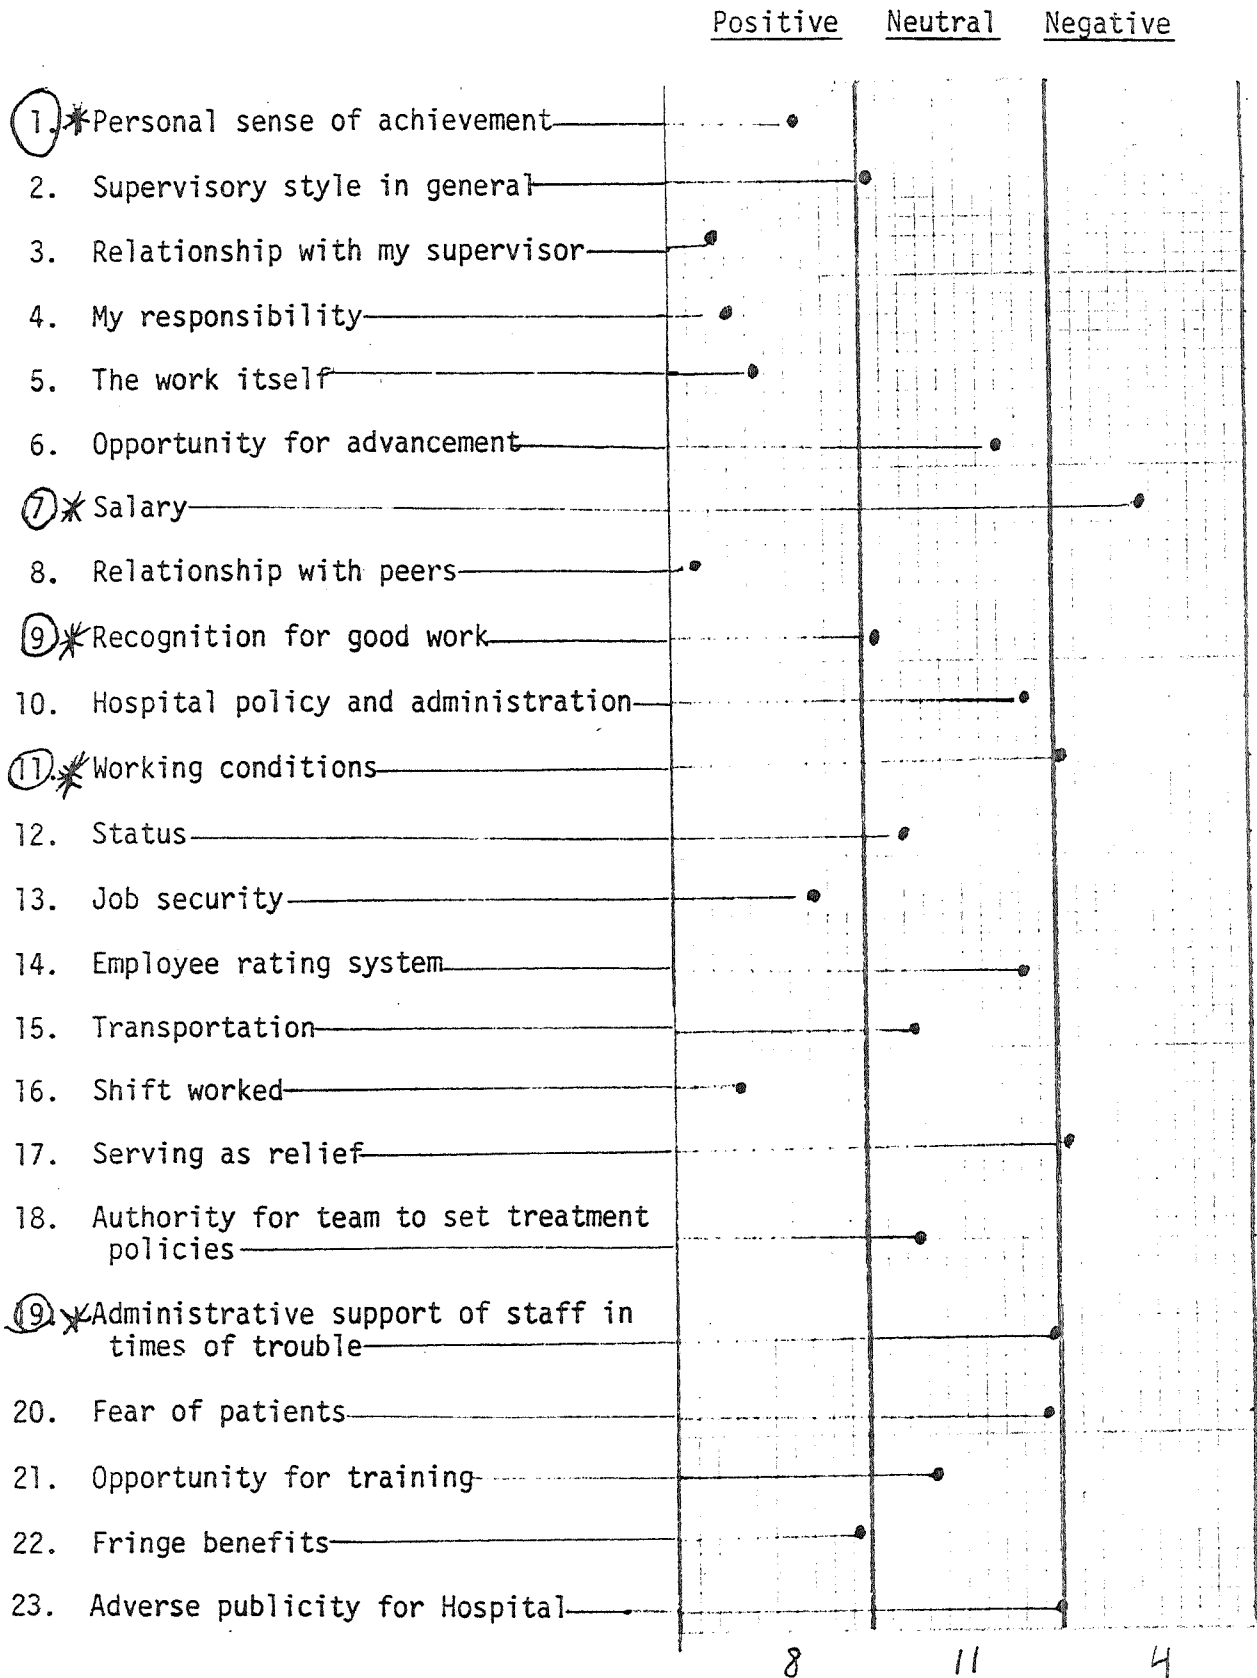 Positive Neutral Negative
1.*Personal sense of achievement
2. Supervisory style in general
3. Relationship with my supervisor
4. My responsibility
5. The work itself
6. Opportunity for advancement
7.* Salary
8. Relationship with peers
9* Recognition for good work
10. Hospital policy and administration
11.* Working conditions
12. Status
13. Job security
14. Employee rating system
15. Transportation
16. Shift worked
17. Serving as relief
18. Authority for team to set treatment
policies
19.* Administrative support of staff in
times of trouble
20. Fear of patients
21. Opportunity for training
22. Fringe benefits
23. Adverse publicity for Hospital
8 11 4